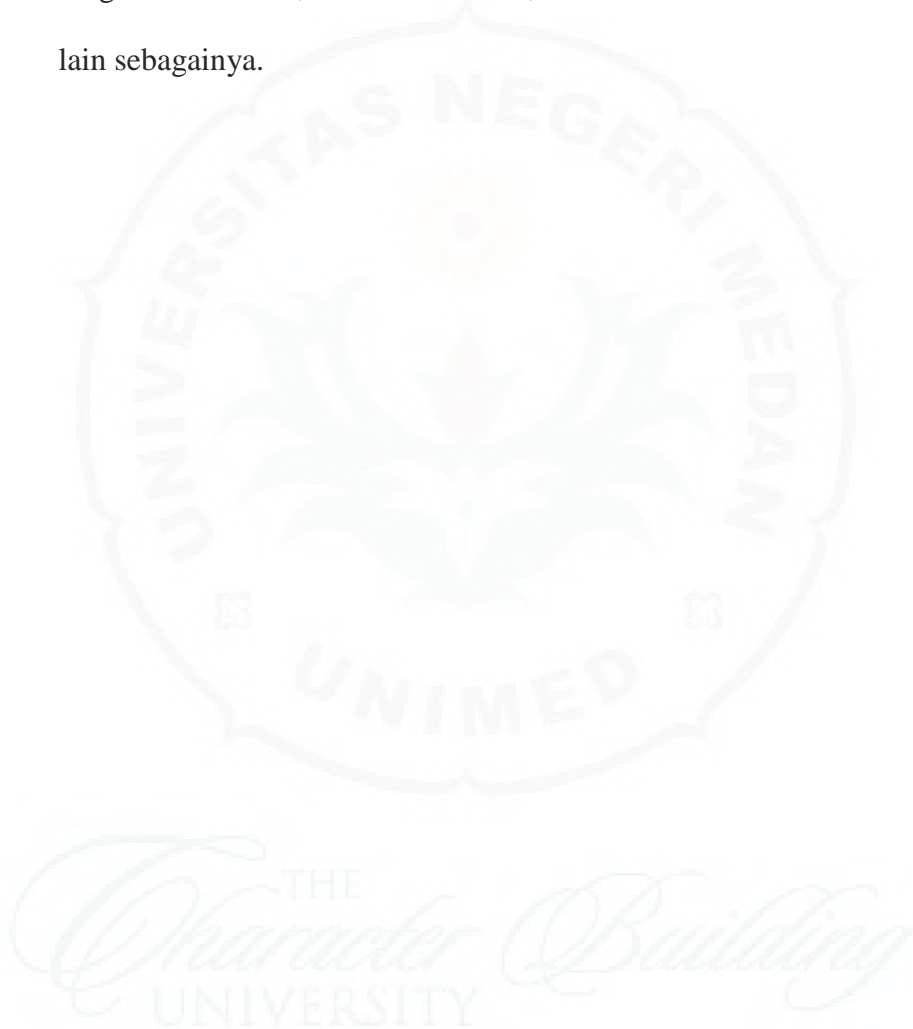 lain sebagainya.
UNIVERSITAS NEGERI MEDAN
UNIMED
THE
Character Building
UNIVERSITY